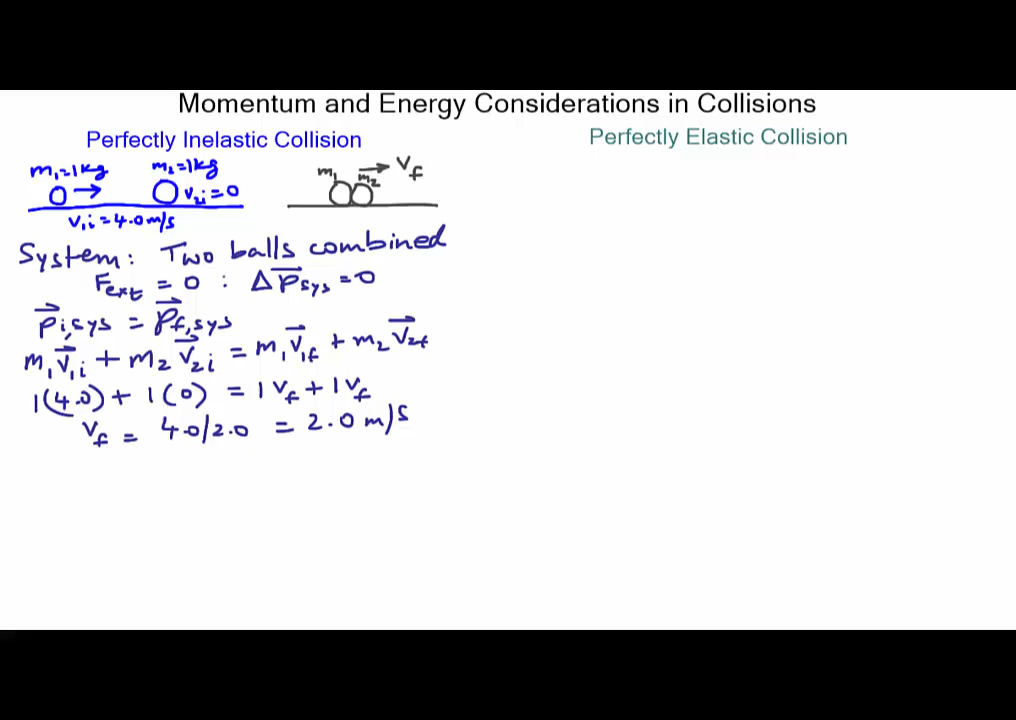 Momentum and Energy Considerations in Collisions
Perfectly Inelastic Collision
Perfectly Elastic Collision
m₁=1kg
m₂=1kg
v₂i=0
v₁i=4.0m/s
m₁
m₂
Vf
System: Two balls combined
Fext = 0 : Δp⃗sys=0
p⃗i,sys = p⃗f,sys
m₁v⃗₁i + m₂v⃗₂i = m₁v⃗₁f + m₂v⃗₂f
1(4.0) + 1(0) = 1Vf + 1Vf
Vf = 4.0/2.0 = 2.0 m/s